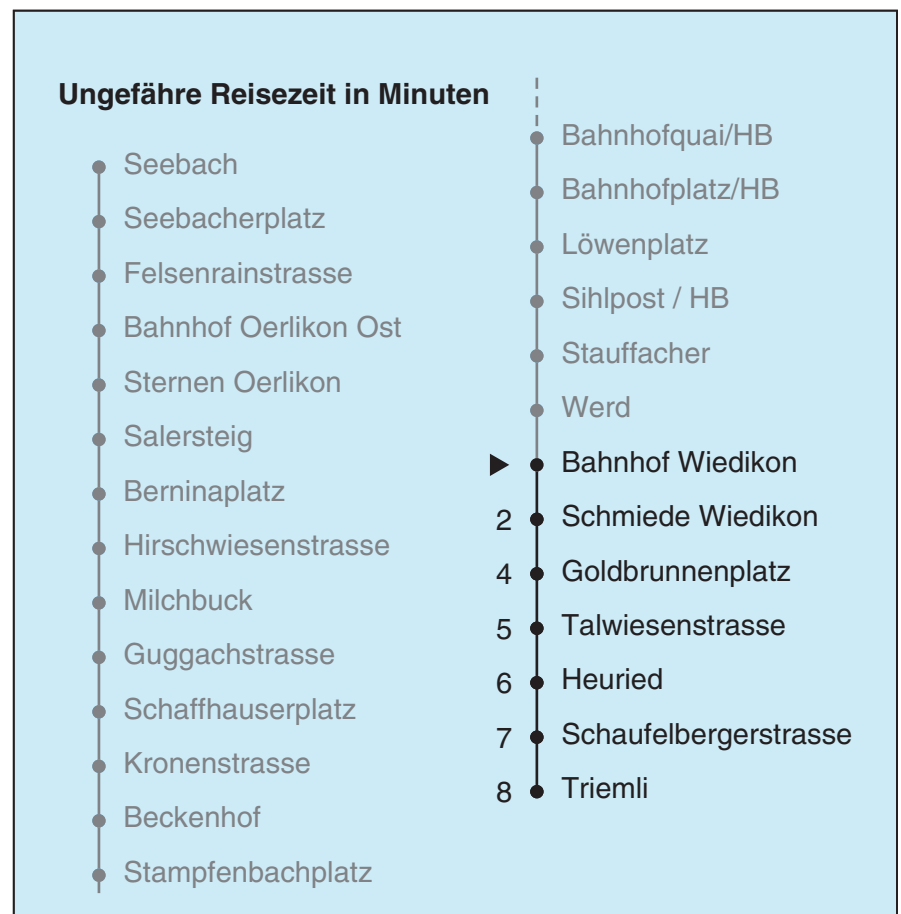 Ungefähre Reisezeit in Minuten
Seebach
Seebacherplatz
Felsenrainstrasse
Bahnhof Oerlikon Ost
Sternen Oerlikon
Salersteig
Berninaplatz
Hirschwiesenstrasse
Milchbuck
Guggachstrasse
Schaffhauserplatz
Kronenstrasse
Beckenhof
Stampfenbachplatz
Bahnhofquai/HB
Bahnhofplatz/HB
Löwenplatz
Sihlpost / HB
Stauffacher
Werd
Bahnhof Wiedikon
2 Schmiede Wiedikon
4 Goldbrunnenplatz
5 Talwiesenstrasse
6 Heuried
7 Schaufelbergerstrasse
8 Triemli